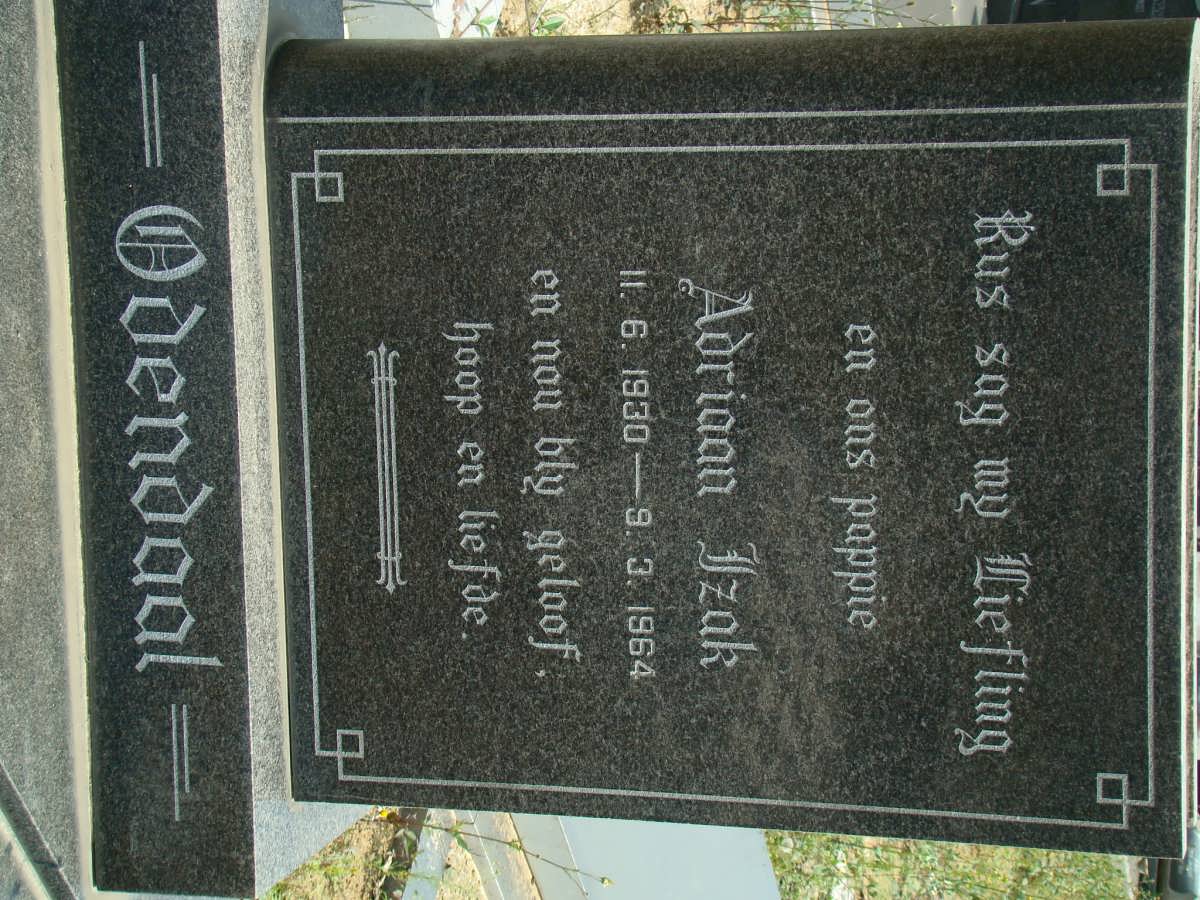 Rus sag my Liefling
en ons pappie
Adriaan Izak
11. 6. 1930 — 9. 3. 1964
en nou bly geloof,
hoop en liefde.
Odendaal